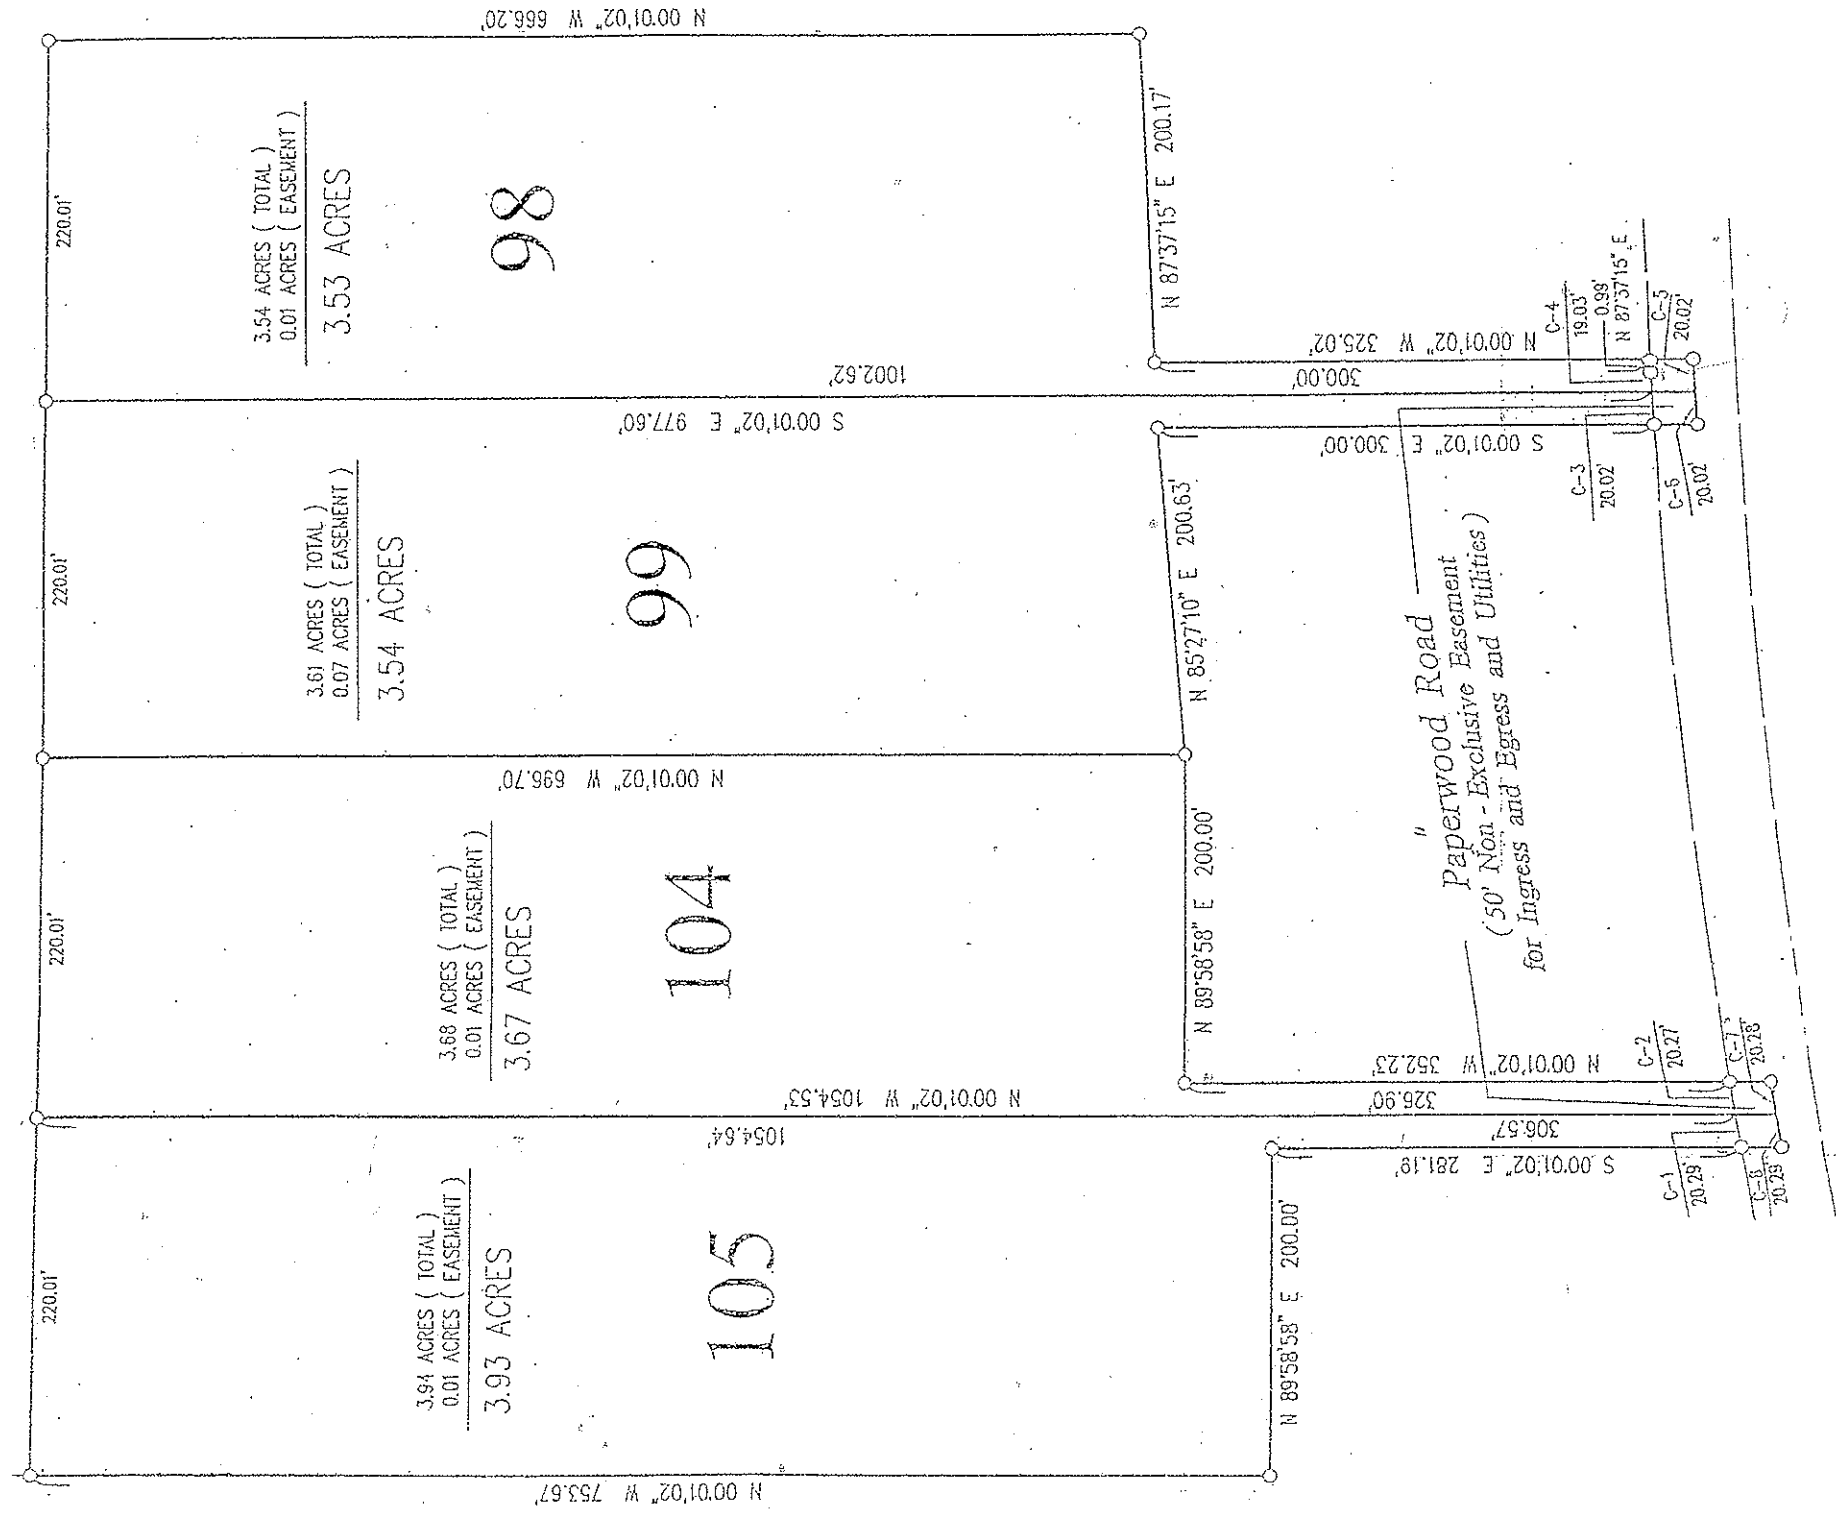 N 00°01'02" W 666.20'
220.01'
3.54 ACRES ( TOTAL )
0.01 ACRES ( EASEMENT )
3.53 ACRES
98
N 87°37'15" E 200.17'
N 00°01'02" W 325.02'
300.00'
1002.62'
S 00°01'02" E 977.60'
S 00°01'02" E 300.00'
C-4
19.03'
0.99'
N 87°37'15" E
C-5
20.02'
C-3
20.02'
C-6
20.02'
220.01'
3.61 ACRES ( TOTAL )
0.07 ACRES ( EASEMENT )
3.54 ACRES
99
N 85°27'10" E 200.63'
N 00°01'02" W 696.70'
220.01'
3.68 ACRES ( TOTAL )
0.01 ACRES ( EASEMENT )
3.67 ACRES
104
N 89°58'58" E 200.00'
"Paperwood Road
( 50' Non - Exclusive Easement
for Ingress and Egress and Utilities )
N 00°01'02" W 352.23'
326.90'
N 00°01'02" W 1054.53'
1054.64'
306.57'
S 00°01'02" E 281.19'
C-2
20.27'
C-7
20.28'
C-1
20.29'
C-8
20.29'
220.01'
3.94 ACRES ( TOTAL )
0.01 ACRES ( EASEMENT )
3.93 ACRES
105
N 89°58'58" E 200.00'
N 00°01'02" W 753.67'